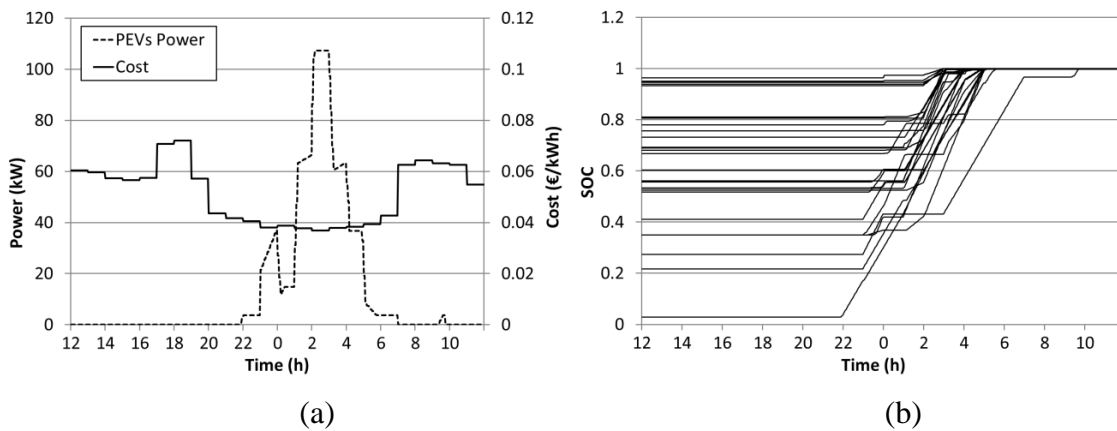 120
100
80
60
40
20
0
Power (kW)
PEVs Power
Cost
0.12
0.1
0.08
0.06
0.04
0.02
0
Cost (€/kWh)
12 14 16 18 20 22 0 2 4 6 8 10
Time (h)
(a)
1.2
1
0.8
0.6
0.4
0.2
0
SOC
12 14 16 18 20 22 0 2 4 6 8 10
Time (h)
(b)